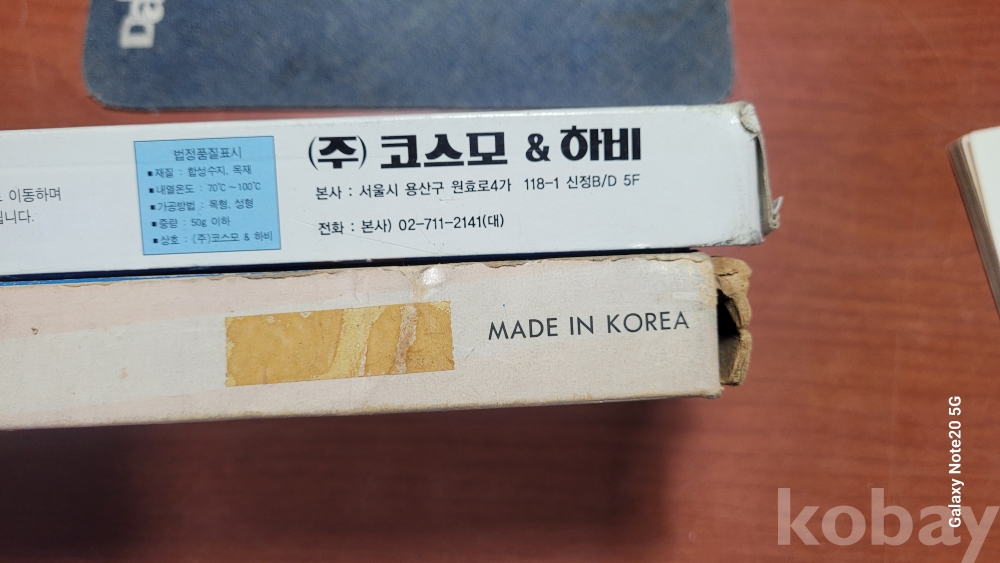 이동하며
니다.
법정품질표시
■ 재질 : 합성수지, 목재
■ 내열온도 : 70℃ ~ 100℃
■ 가공방법 : 목형, 성형
■ 중량 : 50g 이하
■ 상호 : (주)코스모 & 하비
(주) 코스모 & 하비
본사 : 서울시 용산구 원효로4가 118-1 신정B/D 5F
전화 : 본사) 02-711-2141(대)
MADE IN KOREA
Galaxy Note20 5G
kobay